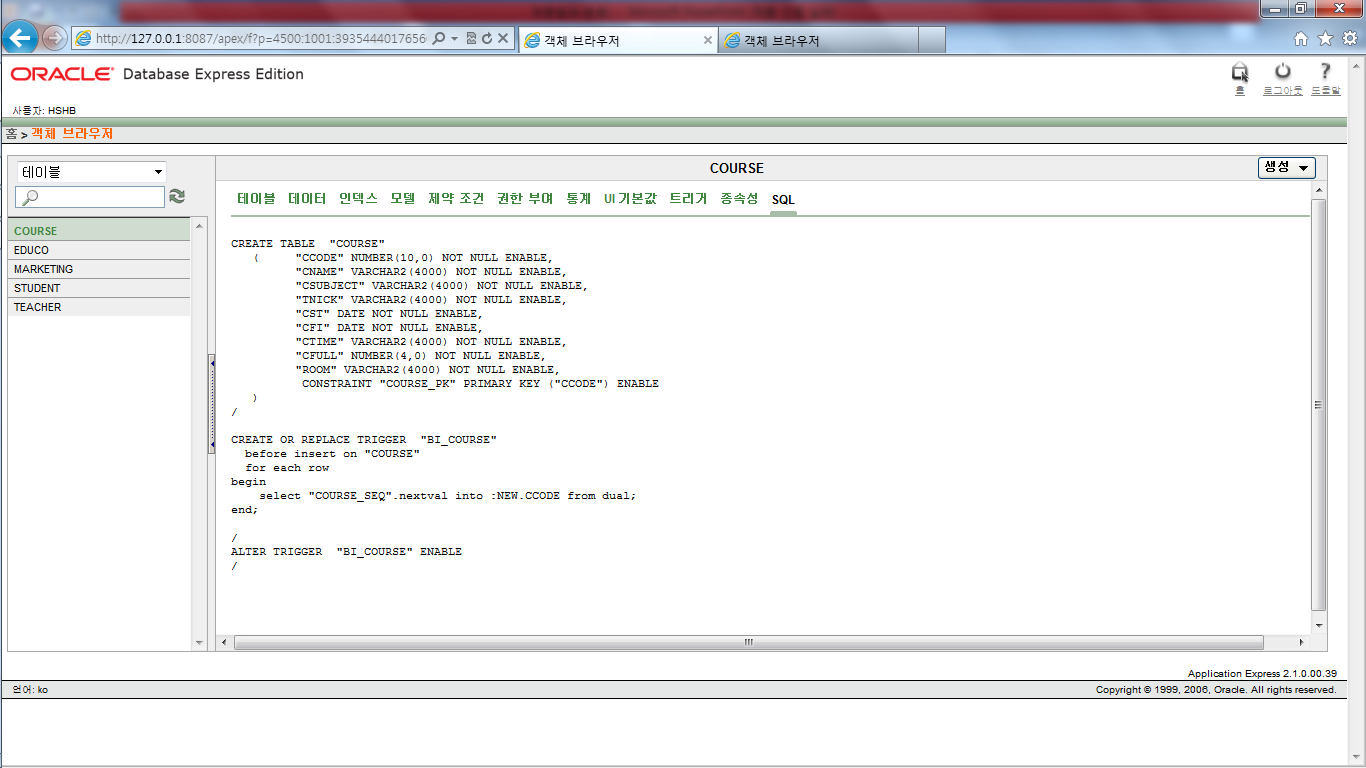 http://127.0.0.1:8087/apex/f?p=4500:1001:3935444017656
객체 브라우저
객체 브라우저
ORACLE Database Express Edition
홈
로그아웃
도움말
사용자: HSHB
홈 > 객체 브라우저
테이블
COURSE
EDUCO
MARKETING
STUDENT
TEACHER
COURSE
생성
테이블 데이터 인덱스 모델 제약 조건 권한 부여 통계 UI 기본값 트리거 종속성 SQL
CREATE TABLE "COURSE"
( "CCODE" NUMBER(10,0) NOT NULL ENABLE,
"CNAME" VARCHAR2(4000) NOT NULL ENABLE,
"CSUBJECT" VARCHAR2(4000) NOT NULL ENABLE,
"TNICK" VARCHAR2(4000) NOT NULL ENABLE,
"CST" DATE NOT NULL ENABLE,
"CFI" DATE NOT NULL ENABLE,
"CTIME" VARCHAR2(4000) NOT NULL ENABLE,
"CFULL" NUMBER(4,0) NOT NULL ENABLE,
"ROOM" VARCHAR2(4000) NOT NULL ENABLE,
CONSTRAINT "COURSE_PK" PRIMARY KEY ("CCODE") ENABLE
)
/
CREATE OR REPLACE TRIGGER "BI_COURSE"
before insert on "COURSE"
for each row
begin
select "COURSE_SEQ".nextval into :NEW.CCODE from dual;
end;
/
ALTER TRIGGER "BI_COURSE" ENABLE
/
Application Express 2.1.0.00.39
언어: ko
Copyright © 1999, 2006, Oracle. All rights reserved.